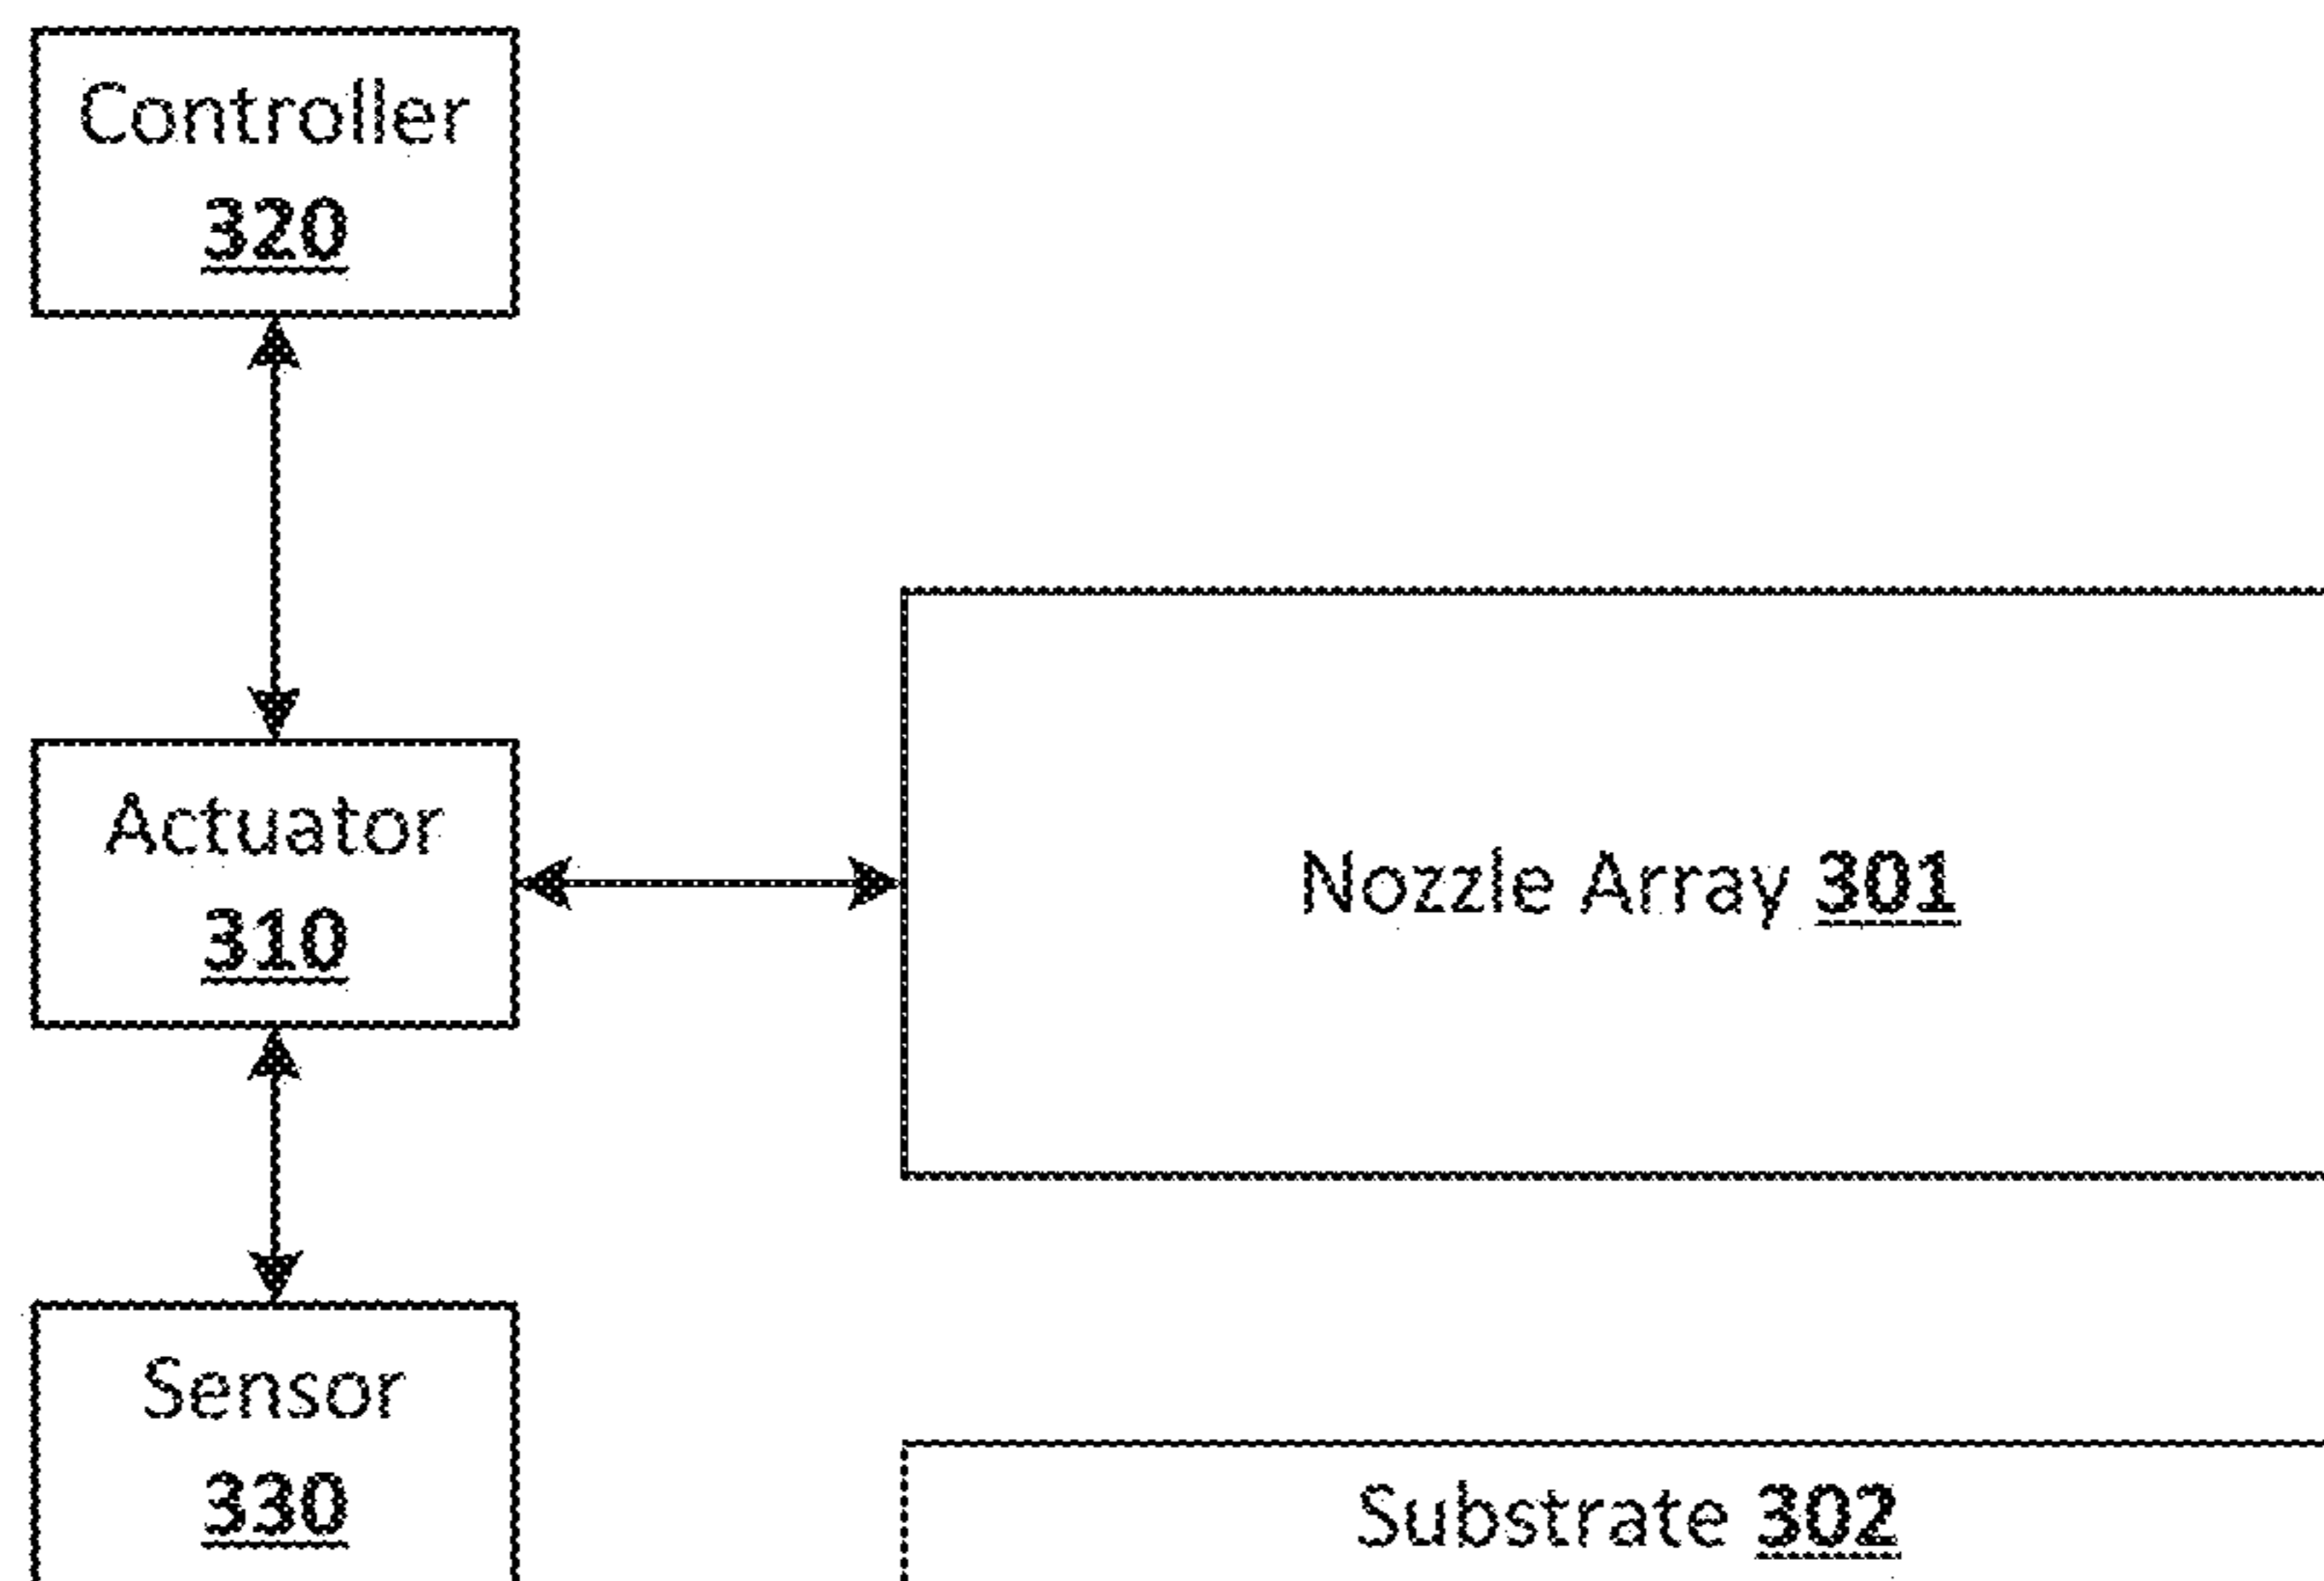 Controller
320
Actuator
310
Nozzle Array 301
Sensor
330
Substrate 302